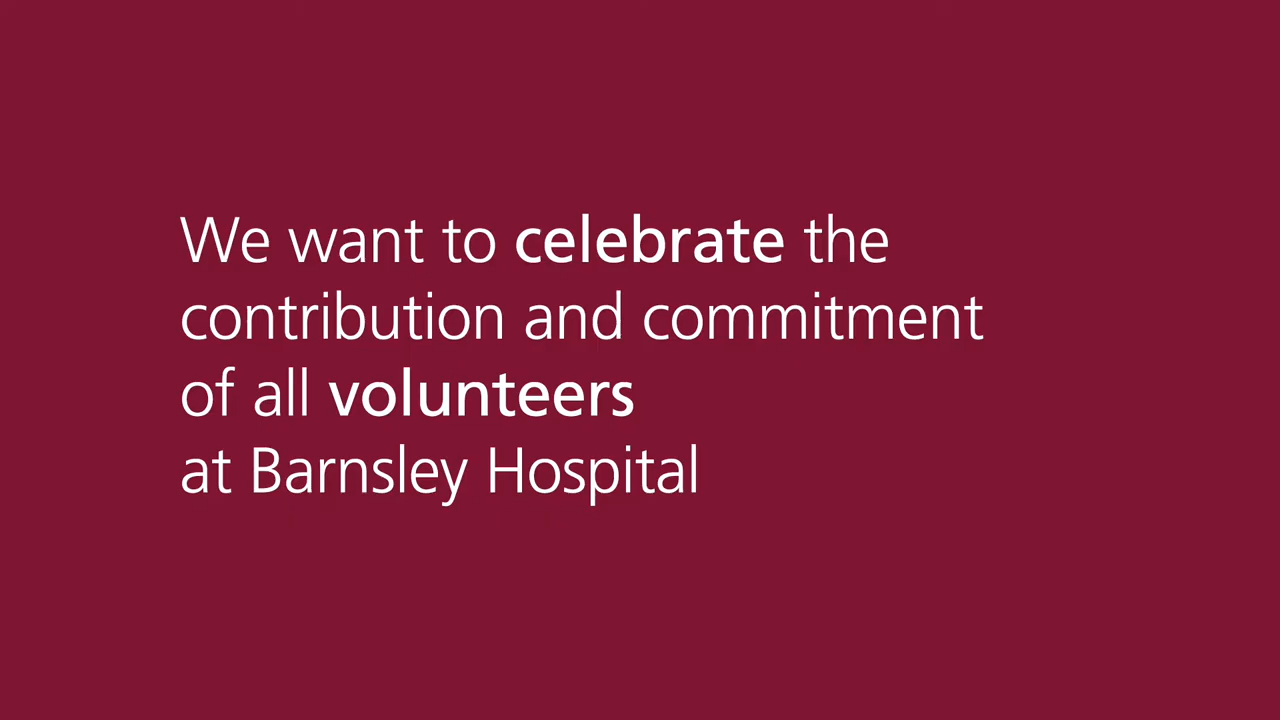 We want to celebrate the
contribution and commitment
of all volunteers
at Barnsley Hospital